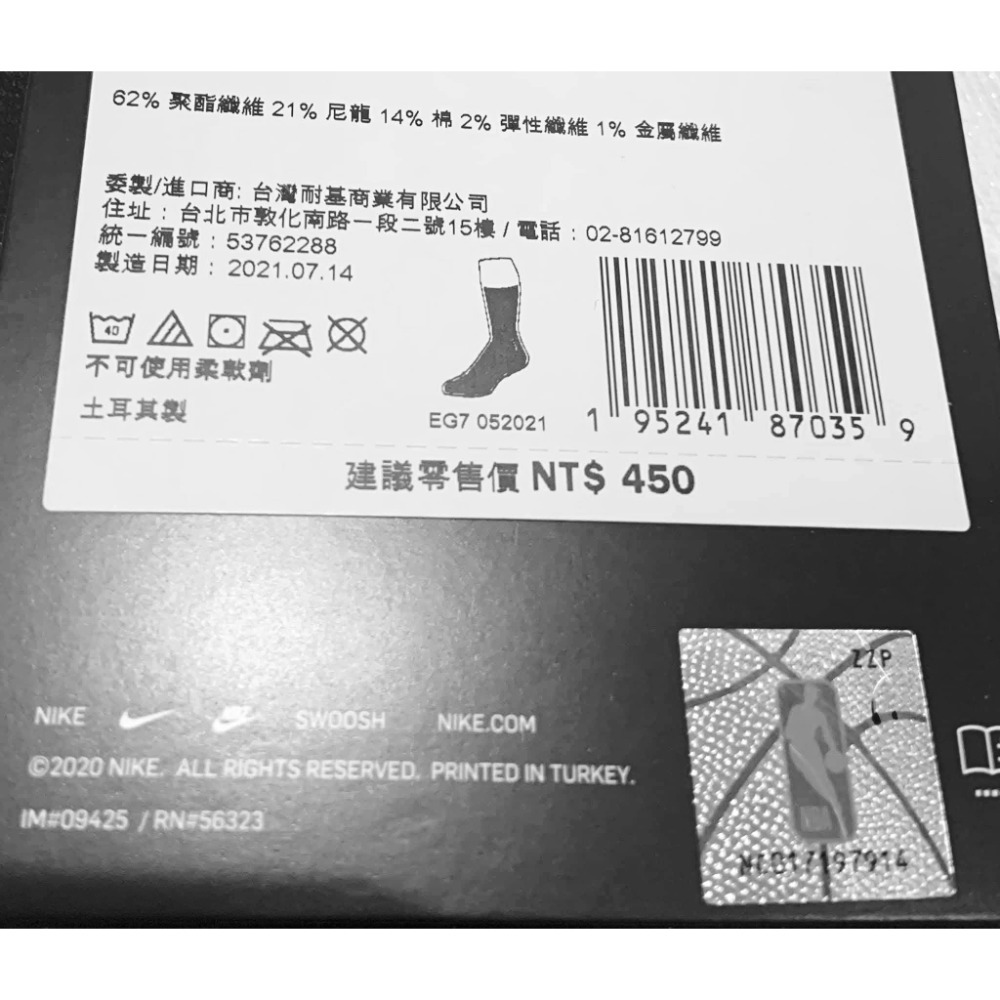 62% 聚酯纖維 21% 尼龍 14% 棉 2% 彈性纖維 1% 金屬纖維
委製/進口商: 台灣耐基商業有限公司
住址：台北市敦化南路一段二號15樓 / 電話：02-81612799
統一編號：53762288
製造日期：2021.07.14
40
不可使用柔軟劑
土耳其製
EG7 052021
1 95241 87035 9
建議零售價 NT$ 450
ZZP
NIKE SWOOSH NIKE.COM
©2020 NIKE. ALL RIGHTS RESERVED. PRINTED IN TURKEY.
IM#09425 / RN#56323
NBA